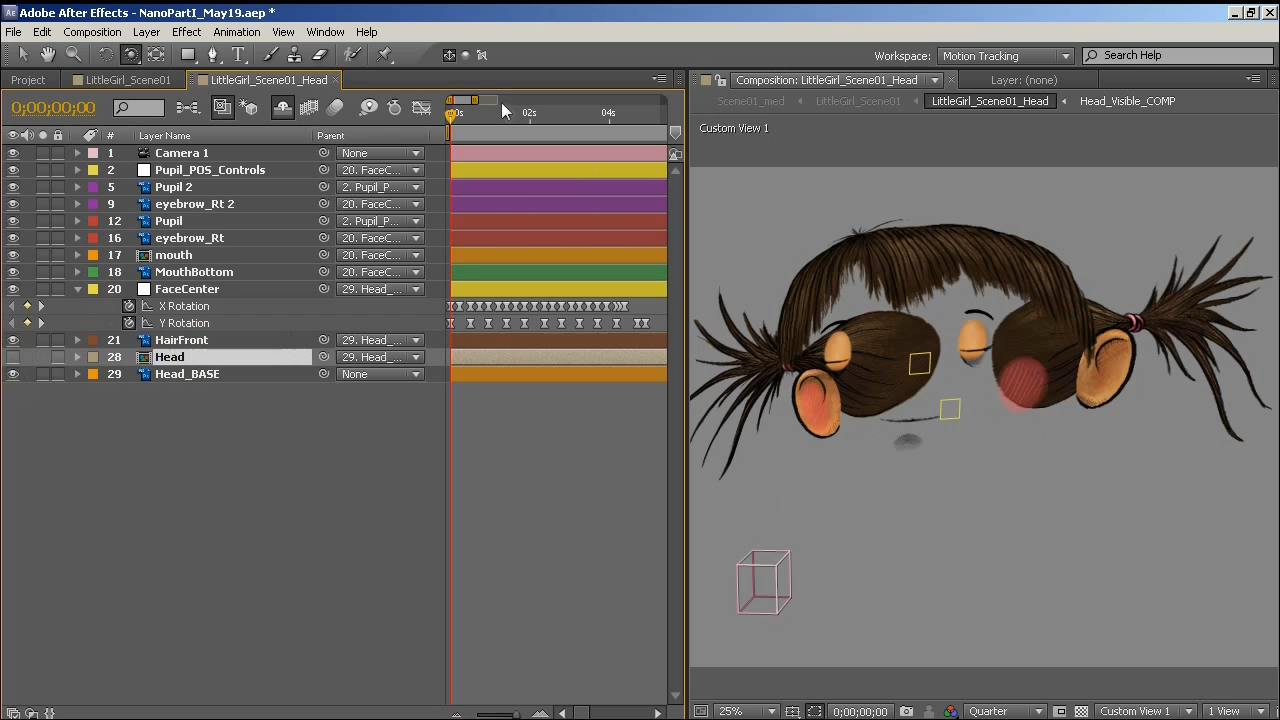 Adobe After Effects - NanoPartI_May19.aep *
File Edit Composition Layer Effect Animation View Window Help
Workspace: Motion Tracking Search Help
Project LittleGirl_Scene01 LittleGirl_Scene01_Head Composition: LittleGirl_Scene01_Head Layer: (none)
0;00;00;00 00s 02s 04s Scene01_med LittleGirl_Scene01 LittleGirl_Scene01_Head Head_Visible_COMP
# Layer Name Parent Custom View 1
1 Camera 1 None
2 Pupil_POS_Controls 20. FaceC...
5 Pupil 2 2. Pupil_P...
9 eyebrow_Rt 2 20. FaceC...
12 Pupil 2. Pupil_P...
16 eyebrow_Rt 20. FaceC...
17 mouth 20. FaceC...
18 MouthBottom 20. FaceC...
20 FaceCenter 29. Head_...
X Rotation
Y Rotation
21 HairFront 29. Head_...
28 Head 29. Head_...
29 Head_BASE None
25% 0;00;00;00 Quarter Custom View 1 1 View